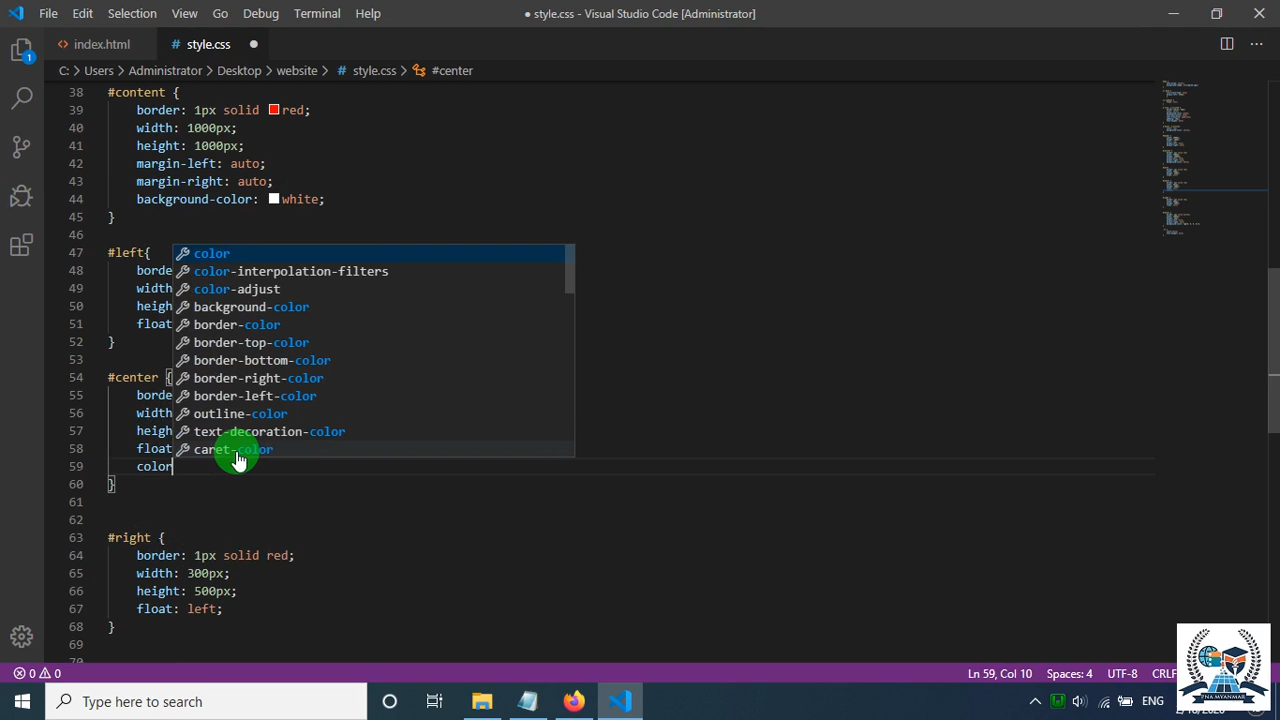 File Edit Selection View Go Debug Terminal Help
● style.css - Visual Studio Code [Administrator]
<> index.html
# style.css
C: > Users > Administrator > Desktop > website > # style.css > #center
38 #content {
39 border: 1px solid red;
40 width: 1000px;
41 height: 1000px;
42 margin-left: auto;
43 margin-right: auto;
44 background-color: white;
45 }
46
47 #left{
48 borde
49 width
50 heigh
51 float
52 }
53
54 #center {
55 borde
56 width
57 heigh
58 float
59 color
60 }
61
62
63 #right {
64 border: 1px solid red;
65 width: 300px;
66 height: 500px;
67 float: left;
68 }
69
70
color
color-interpolation-filters
color-adjust
background-color
border-color
border-top-color
border-bottom-color
border-right-color
border-left-color
outline-color
text-decoration-color
caret-color
1
0 0
Ln 59, Col 10 Spaces: 4 UTF-8 CRLF
Type here to search
ENG
PNA MYANMAR